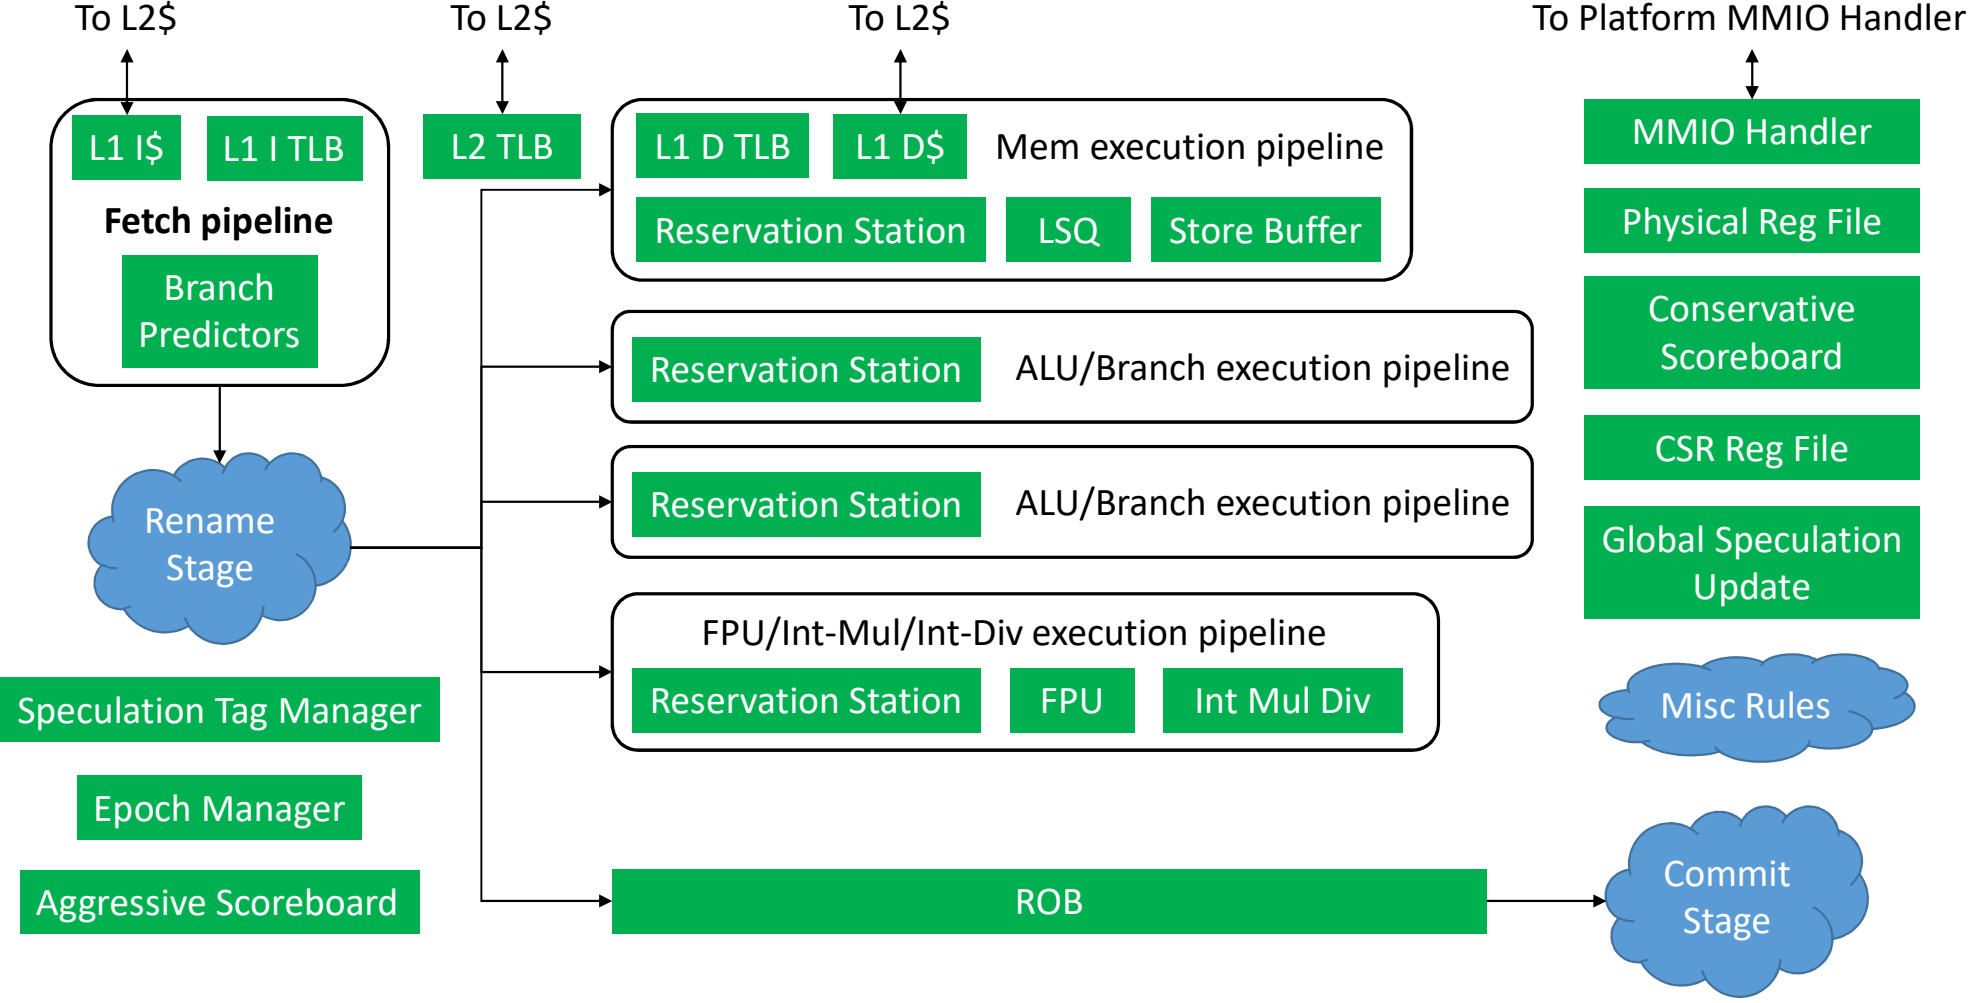 To L2$
To L2$
To L2$
To Platform MMIO Handler
L1 I$
L1 I TLB
Fetch pipeline
Branch
Predictors
L2 TLB
L1 D TLB
L1 D$
Mem execution pipeline
Reservation Station
LSQ
Store Buffer
Reservation Station
ALU/Branch execution pipeline
Reservation Station
ALU/Branch execution pipeline
FPU/Int-Mul/Int-Div execution pipeline
Reservation Station
FPU
Int Mul Div
Rename
Stage
Speculation Tag Manager
Epoch Manager
Aggressive Scoreboard
ROB
MMIO Handler
Physical Reg File
Conservative
Scoreboard
CSR Reg File
Global Speculation
Update
Misc Rules
Commit
Stage